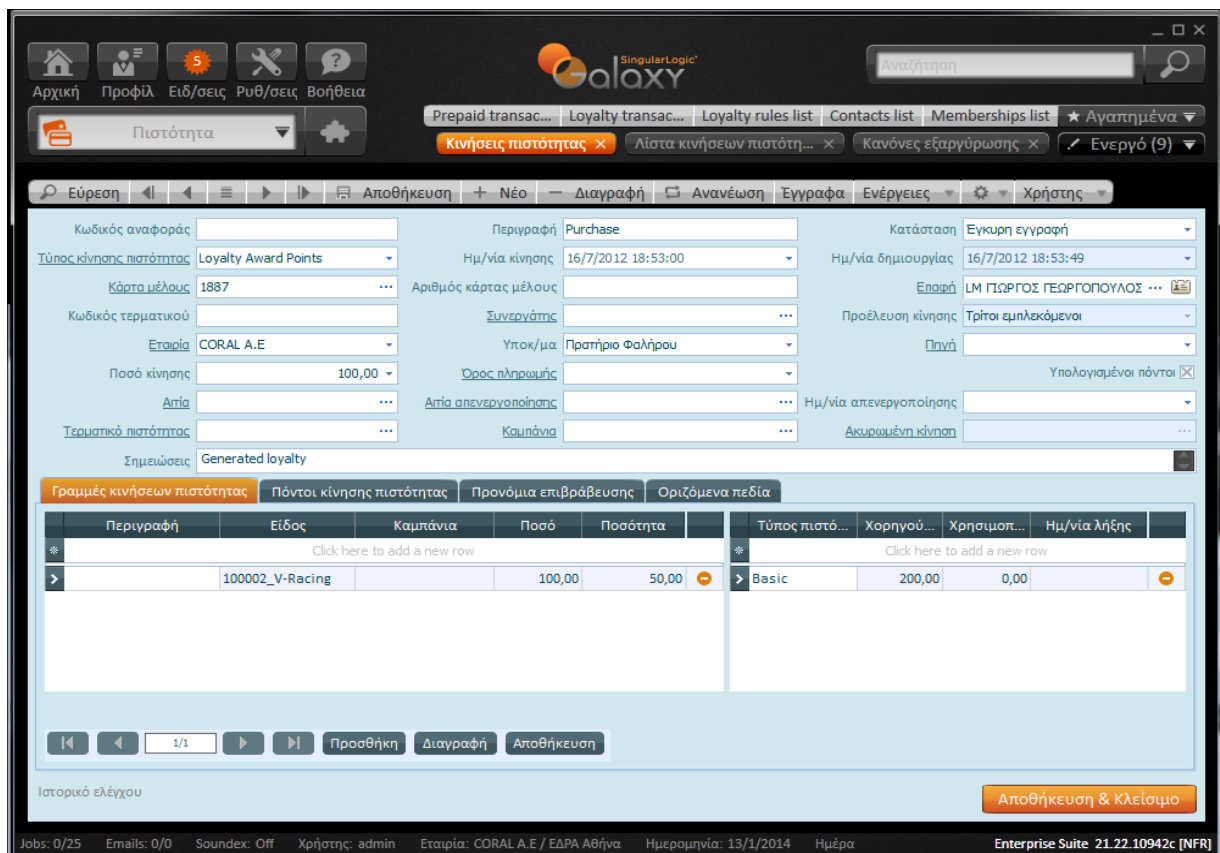 SingularLogic
Galaxy
Αναζήτηση
5
Αρχική Προφίλ Ειδ/σεις Ρυθ/σεις Βοήθεια
Πιστότητα
Prepaid transac... Loyalty transac... Loyalty rules list Contacts list Memberships list ★ Αγαπημένα
Κινήσεις πιστότητας × Λίστα κινήσεων πιστότη... × Κανόνες εξαργύρωσης × Ενεργό (9)
Εύρεση Αποθήκευση + Νέο − Διαγραφή Ανανέωση Έγγραφα Ενέργειες Χρήστης
Κωδικός αναφοράς Περιγραφή Purchase Κατάσταση Έγκυρη εγγραφή
Τύπος κίνησης πιστότητας Loyalty Award Points Ημ/νία κίνησης 16/7/2012 18:53:00 Ημ/νία δημιουργίας 16/7/2012 18:53:49
Κάρτα μέλους 1887 ... Αριθμός κάρτας μέλους Επαφή LM ΓΙΩΡΓΟΣ ΓΕΩΡΓΟΠΟΥΛΟΣ ...
Κωδικός τερματικού Συνεργάτης ... Προέλευση κίνησης Τρίτοι εμπλεκόμενοι
Εταιρία CORAL A.E Υποκ/μα Πρατήριο Φαλήρου Πηγή
Ποσό κίνησης 100,00 Όρος πληρωμής Υπολογισμένοι πόντοι
Αιτία ... Αιτία απενεργοποίησης ... Ημ/νία απενεργοποίησης
Τερματικό πιστότητας ... Καμπάνια ... Ακυρωμένη κίνηση ...
Σημειώσεις Generated loyalty
Γραμμές κινήσεων πιστότητας Πόντοι κίνησης πιστότητας Προνόμια επιβράβευσης Οριζόμενα πεδία
Περιγραφή Είδος Καμπάνια Ποσό Ποσότητα Τύπος πιστό... Χορηγού... Χρησιμοπ... Ημ/νία λήξης
Click here to add a new row Click here to add a new row
100002_V-Racing 100,00 50,00 Basic 200,00 0,00
1/1 Προσθήκη Διαγραφή Αποθήκευση
Ιστορικό ελέγχου
Αποθήκευση & Κλείσιμο
Jobs: 0/25 Emails: 0/0 Soundex: Off Χρήστης: admin Εταιρία: CORAL A.E / ΕΔΡΑ Αθήνα Ημερομηνία: 13/1/2014 Ημέρα Enterprise Suite 21.22.10942c [NFR]